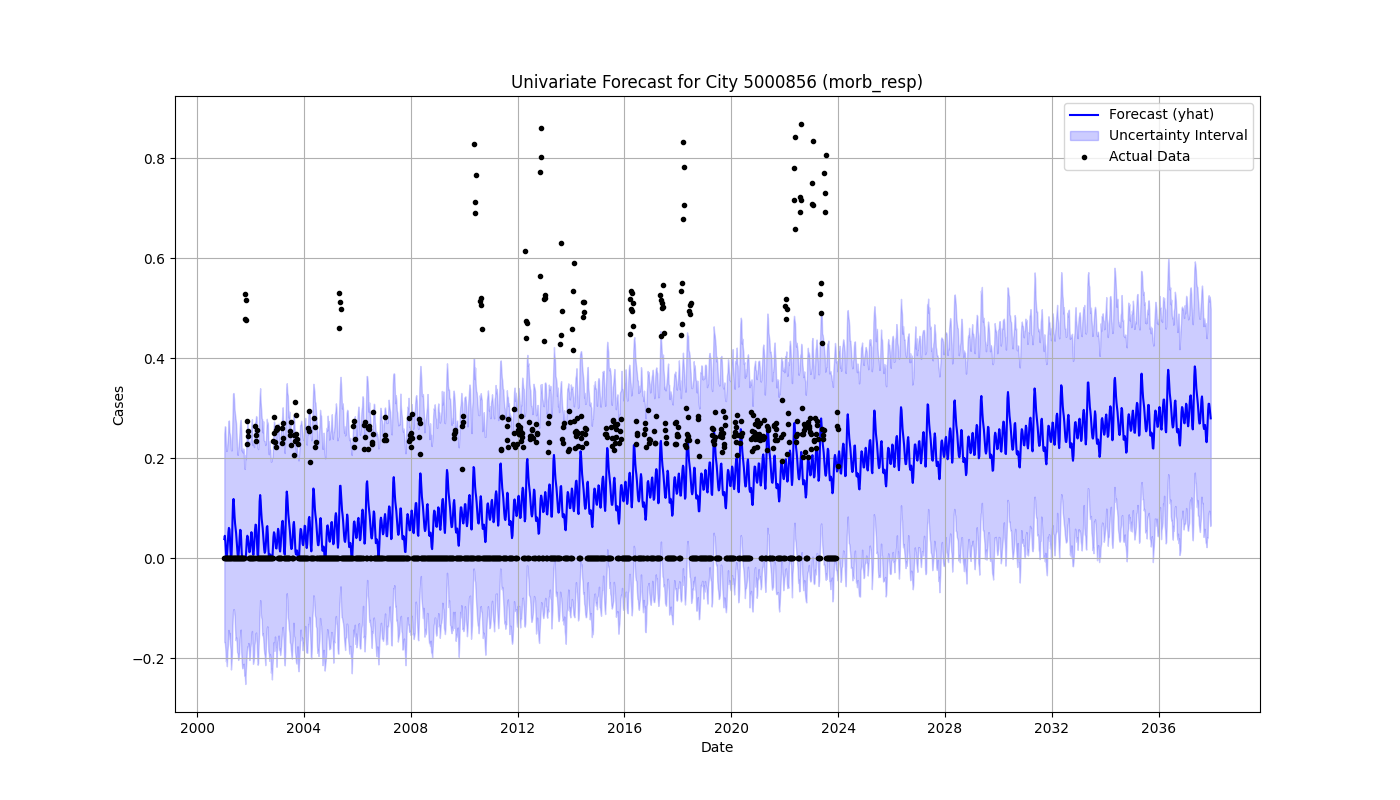 Univariate Forecast for City 5000856 (morb_resp)
Forecast (yhat)
Uncertainty Interval
Actual Data
Cases
0.8
0.6
0.4
0.2
0.0
−0.2
2000 2004 2008 2012 2016 2020 2024 2028 2032 2036
Date